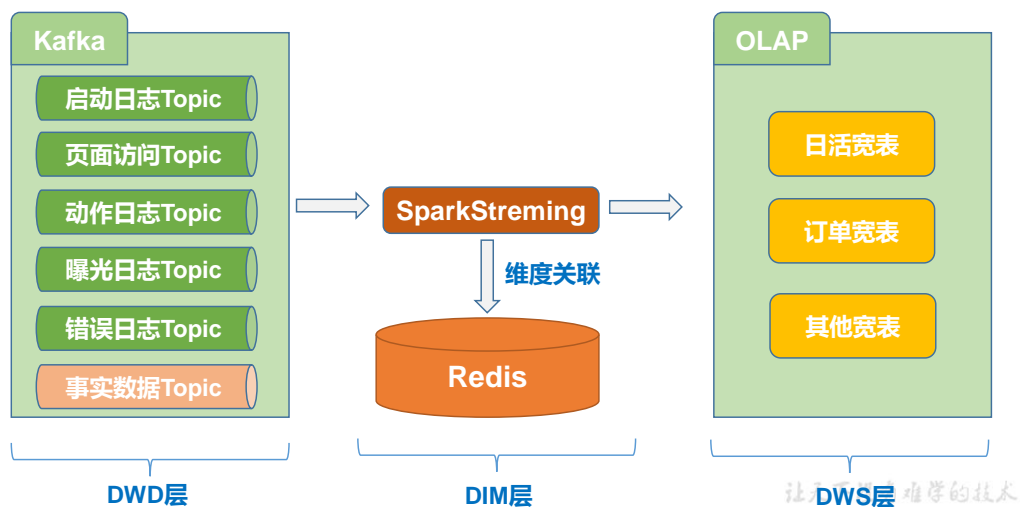 Kafka
启动日志Topic
页面访问Topic
动作日志Topic
曝光日志Topic
错误日志Topic
事实数据Topic
DWD层
SparkStreming
维度关联
Redis
DIM层
OLAP
日活宽表
订单宽表
其他宽表
DWS层
让天下没有难学的技术